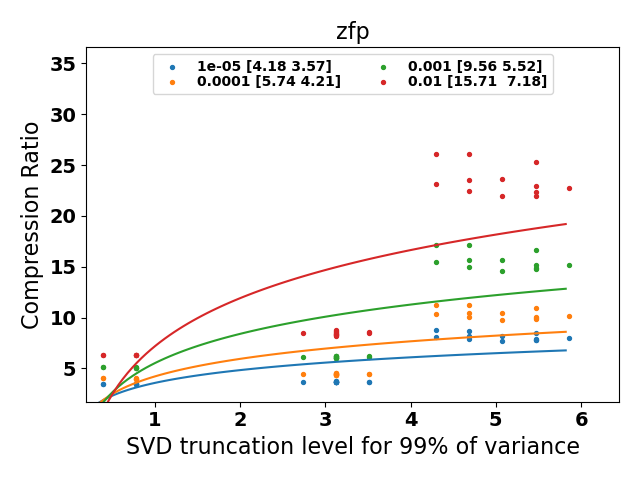 zfp
1e-05 [4.18 3.57]
0.0001 [5.74 4.21]
0.001 [9.56 5.52]
0.01 [15.71  7.18]
Compression Ratio
35
30
25
20
15
10
5
1 2 3 4 5 6
SVD truncation level for 99% of variance